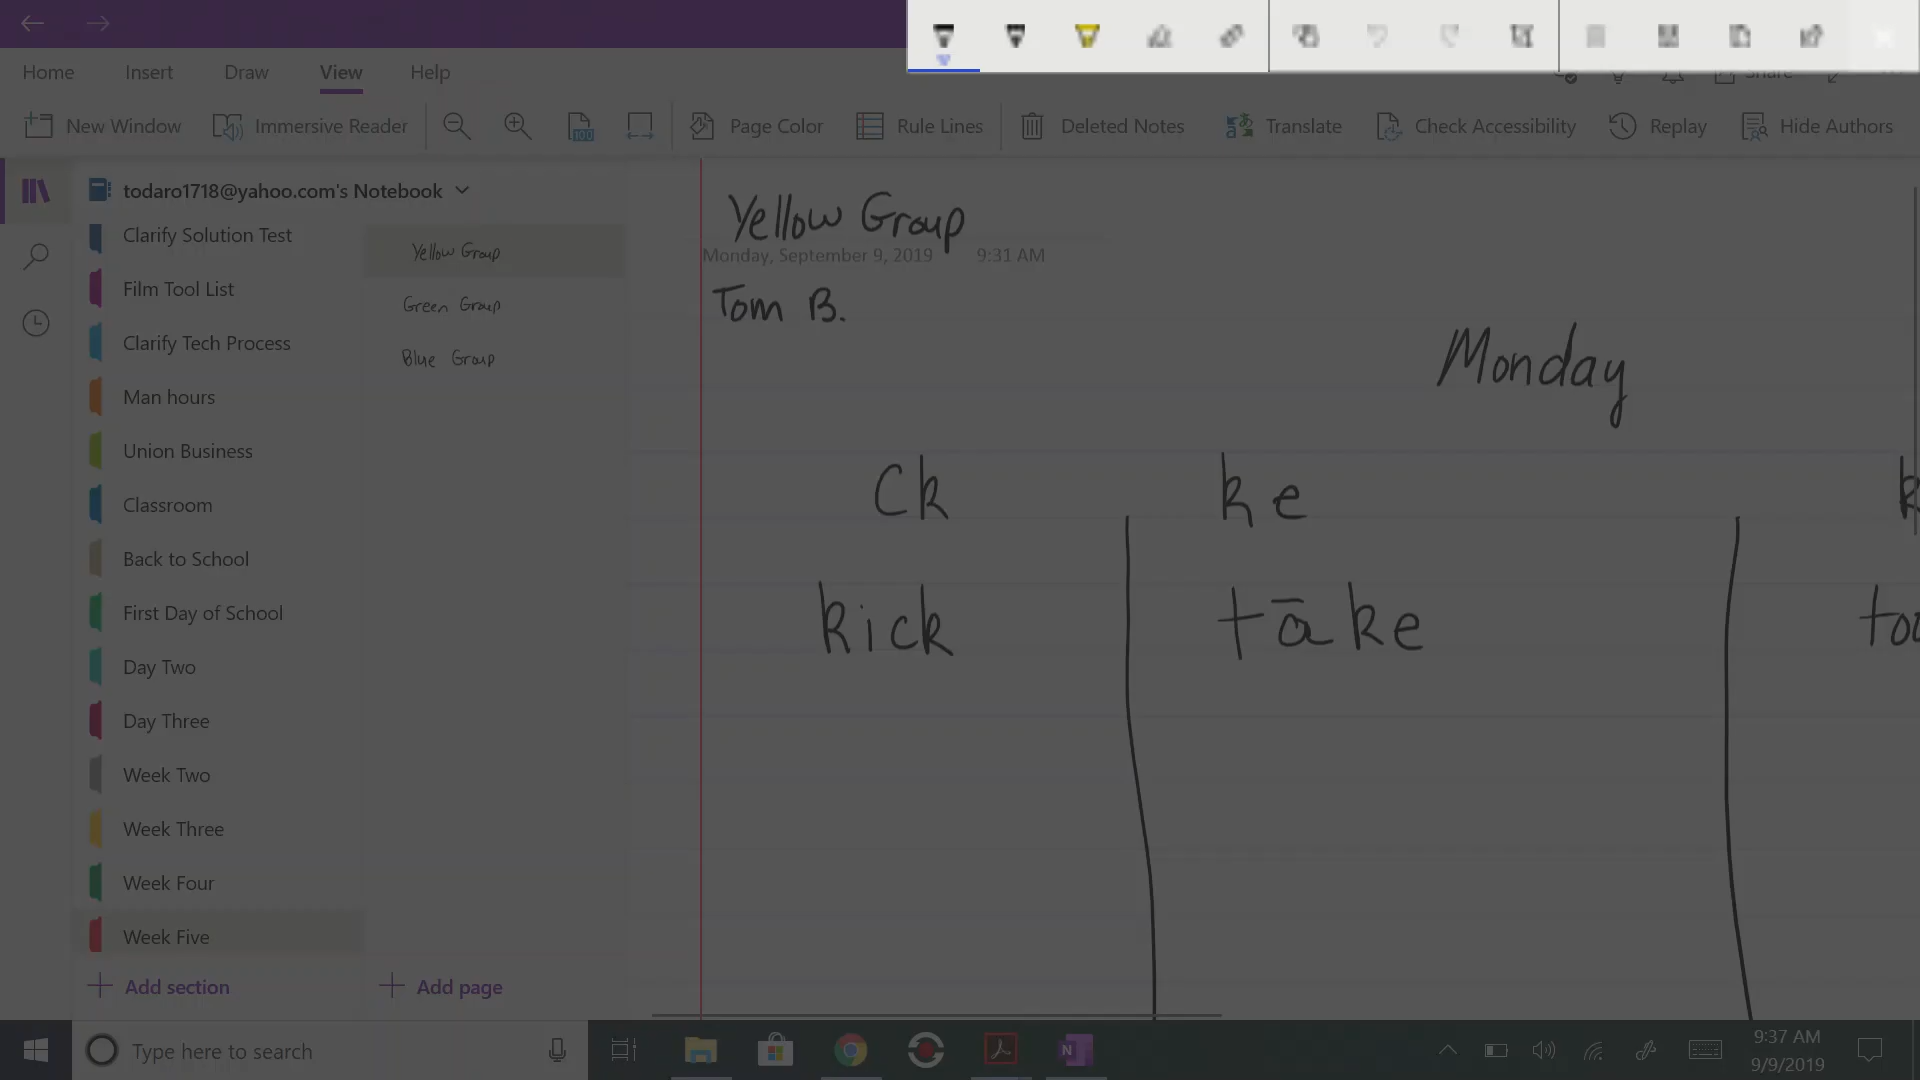 Share
Home Insert Draw View Help
New Window Immersive Reader 100 Page Color Rule Lines Deleted Notes Translate Check Accessibility Replay Hide Authors
todaro1718@yahoo.com's Notebook
Clarify Solution Test
Film Tool List
Clarify Tech Process
Man hours
Union Business
Classroom
Back to School
First Day of School
Day Two
Day Three
Week Two
Week Three
Week Four
Week Five
Add section
Yellow Group
Green Group
Blue Group
Add page
Yellow Group
Monday, September 9, 2019 9:31 AM
Tom B.
Monday
Ck ke
kick tāke
Type here to search
N
9:37 AM
9/9/2019